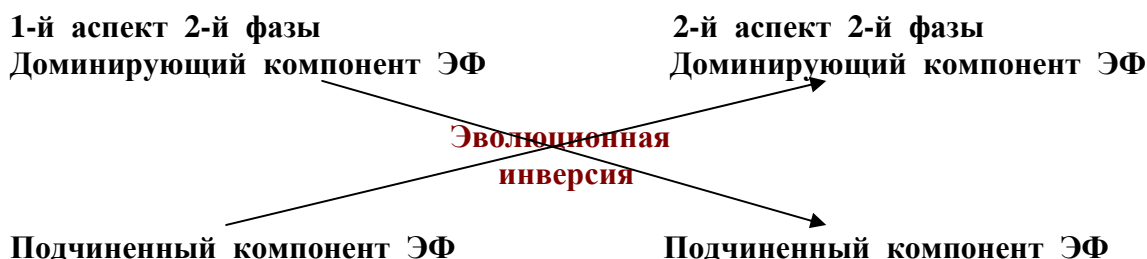 1-й аспект 2-й фазы
Доминирующий компонент ЭФ
2-й аспект 2-й фазы
Доминирующий компонент ЭФ
Эволюционная
инверсия
Подчиненный компонент ЭФ
Подчиненный компонент ЭФ